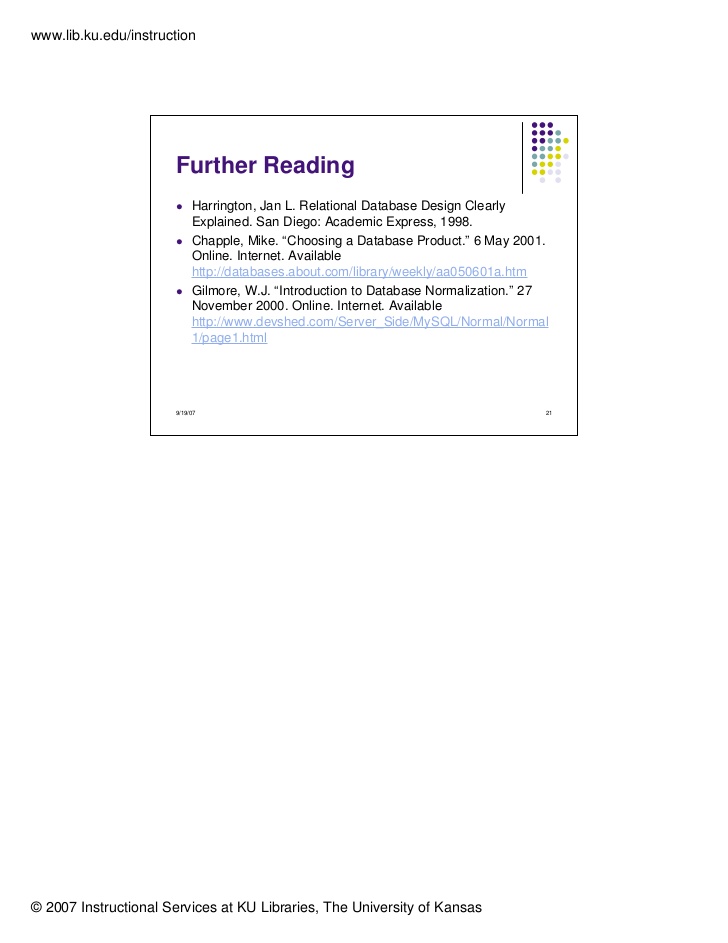 www.lib.ku.edu/instruction
Further Reading
● Harrington, Jan L. Relational Database Design Clearly
Explained. San Diego: Academic Express, 1998.
● Chapple, Mike. “Choosing a Database Product.” 6 May 2001.
Online. Internet. Available
http://databases.about.com/library/weekly/aa050601a.htm
● Gilmore, W.J. “Introduction to Database Normalization.” 27
November 2000. Online. Internet. Available
http://www.devshed.com/Server_Side/MySQL/Normal/Normal
1/page1.html
9/19/07
21
© 2007 Instructional Services at KU Libraries, The University of Kansas